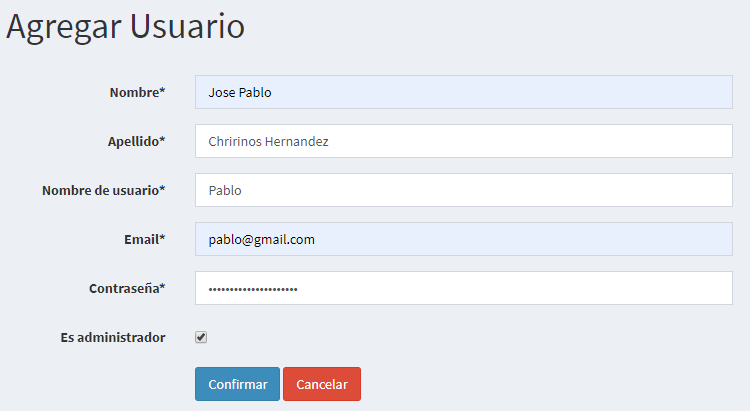 Agregar Usuario
Nombre* Jose Pablo
Apellido* Chririnos Hernandez
Nombre de usuario* Pablo
Email* pablo@gmail.com
Contraseña* •••••••••••••••••••••
Es administrador
Confirmar Cancelar